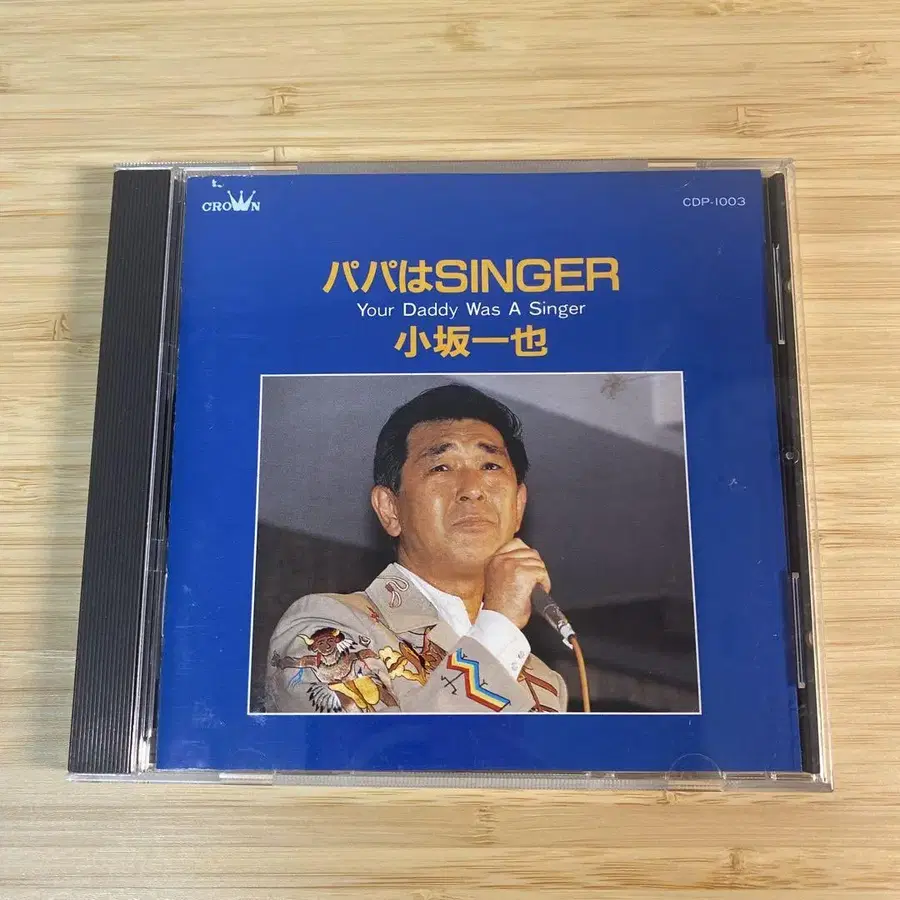 CROWN
CDP-1003
パパはSINGER
Your Daddy Was A Singer
小坂一也